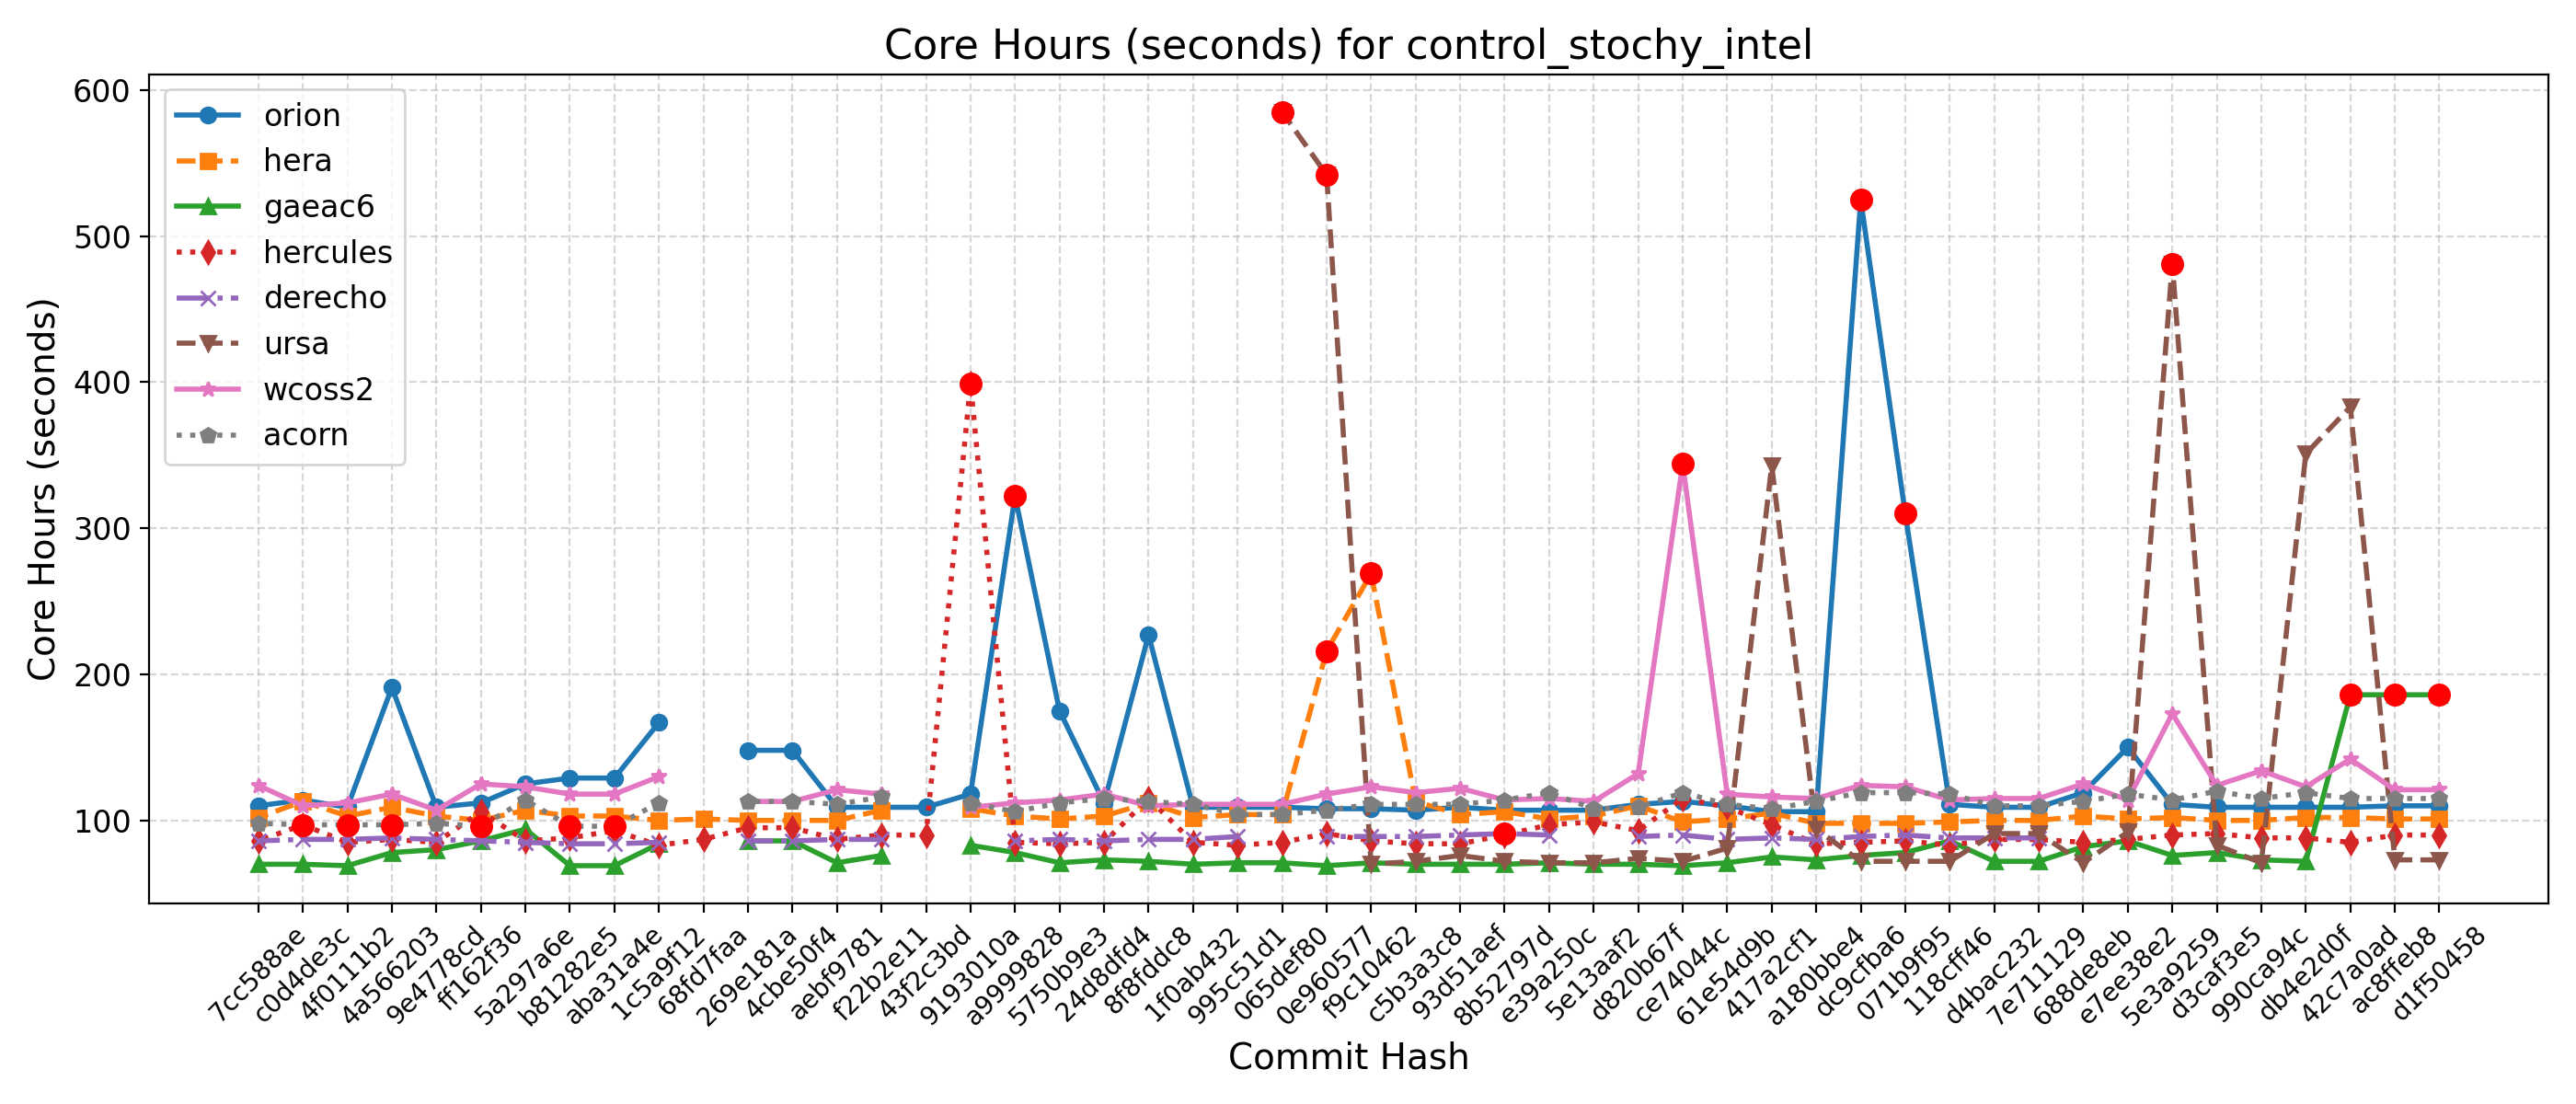 Core Hours (seconds) for control_stochy_intel
Core Hours (seconds)
600
500
400
300
200
100
orion
hera
gaeac6
hercules
derecho
ursa
wcoss2
acorn
7cc588ae
c0d4de3c
4f0111b2
4a566203
9e4778cd
ff162f36
5a297a6e
b81282e5
aba31a4e
1c5a9f12
68fd7faa
269e181a
4cbe50f4
aebf9781
f22b2e11
43f2c3bd
9193010a
a9999828
5750b9e3
24d8dfd4
8f8fddc8
1f0ab432
995c51d1
065def80
0e960577
f9c10462
c5b3a3c8
93d51aef
8b52797d
e39a250c
5e13aaf2
d820b67f
ce74044c
61e54d9b
417a2cf1
a180bbe4
dc9cfba6
071b9f95
118cff46
d4bac232
7e711129
688de8eb
e7ee38e2
5e3a9259
d3caf3e5
990ca94c
db4e2d0f
42c7a0ad
ac8ffeb8
d1f50458
Commit Hash